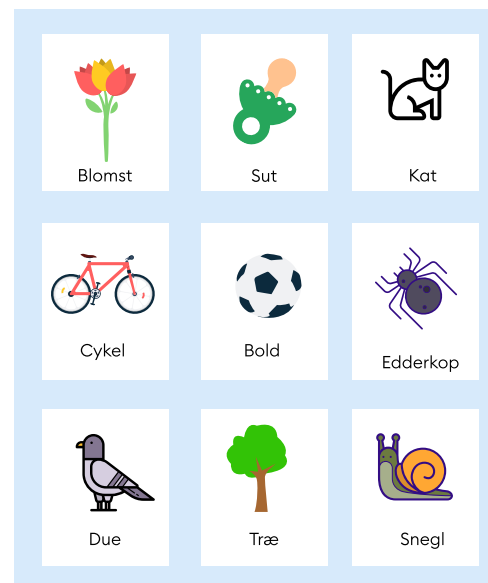 Blomst
Sut
Kat
Cykel
Bold
Edderkop
Due
Træ
Snegl